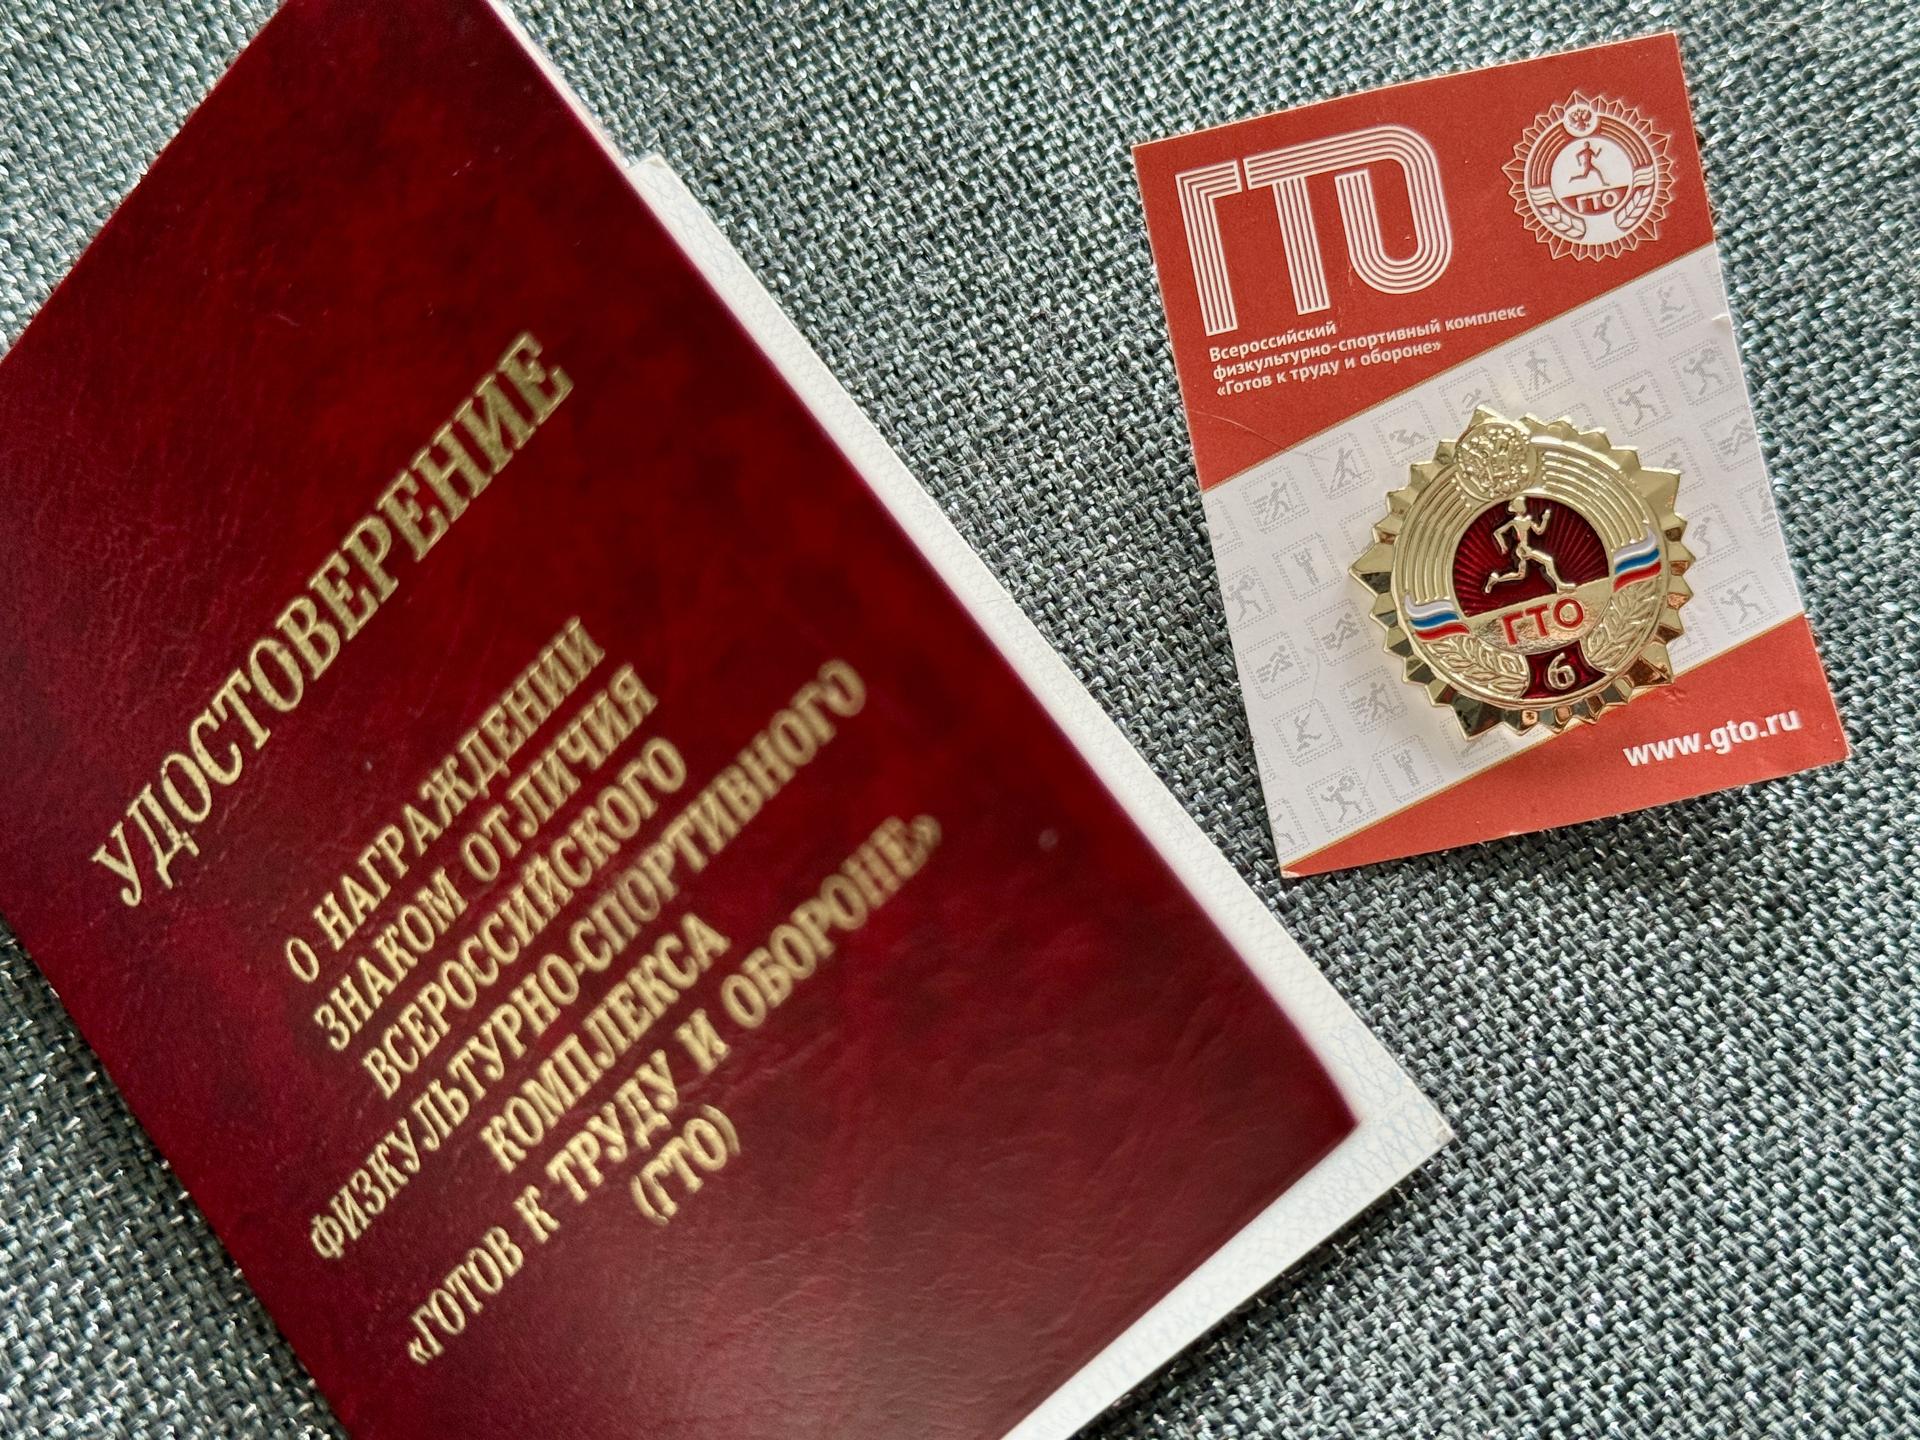 УДОСТОВЕРЕНИЕ
О НАГРАЖДЕНИИ
ЗНАКОМ ОТЛИЧИЯ
ВСЕРОССИЙСКОГО
ФИЗКУЛЬТУРНО-СПОРТИВНОГО
КОМПЛЕКСА
«ГОТОВ К ТРУДУ И ОБОРОНЕ»
(ГТО)
ГТО
ГТО
Всероссийский
физкультурно-спортивный комплекс
«Готов к труду и обороне»
ГТО
6
www.gto.ru